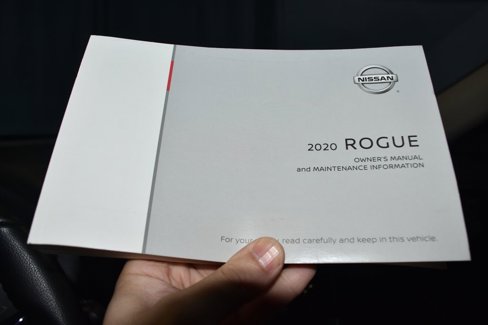 NISSAN
2020 ROGUE
OWNER'S MANUAL
and MAINTENANCE INFORMATION
For your read carefully and keep in this vehicle.